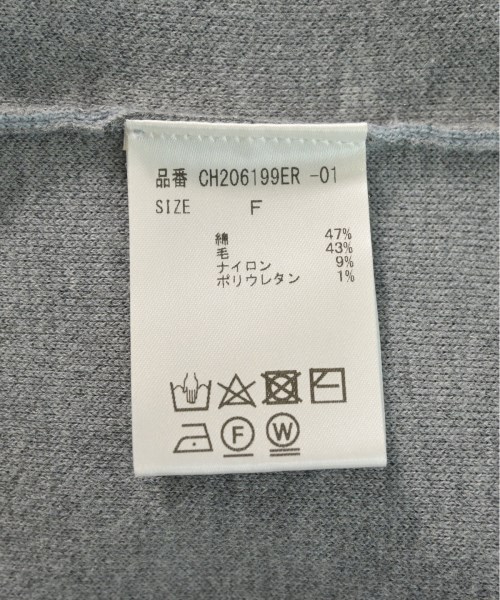 品番 CH206199ER -01
SIZE F
綿 47%
毛 43%
ナイロン 9%
ポリウレタン 1%
F W